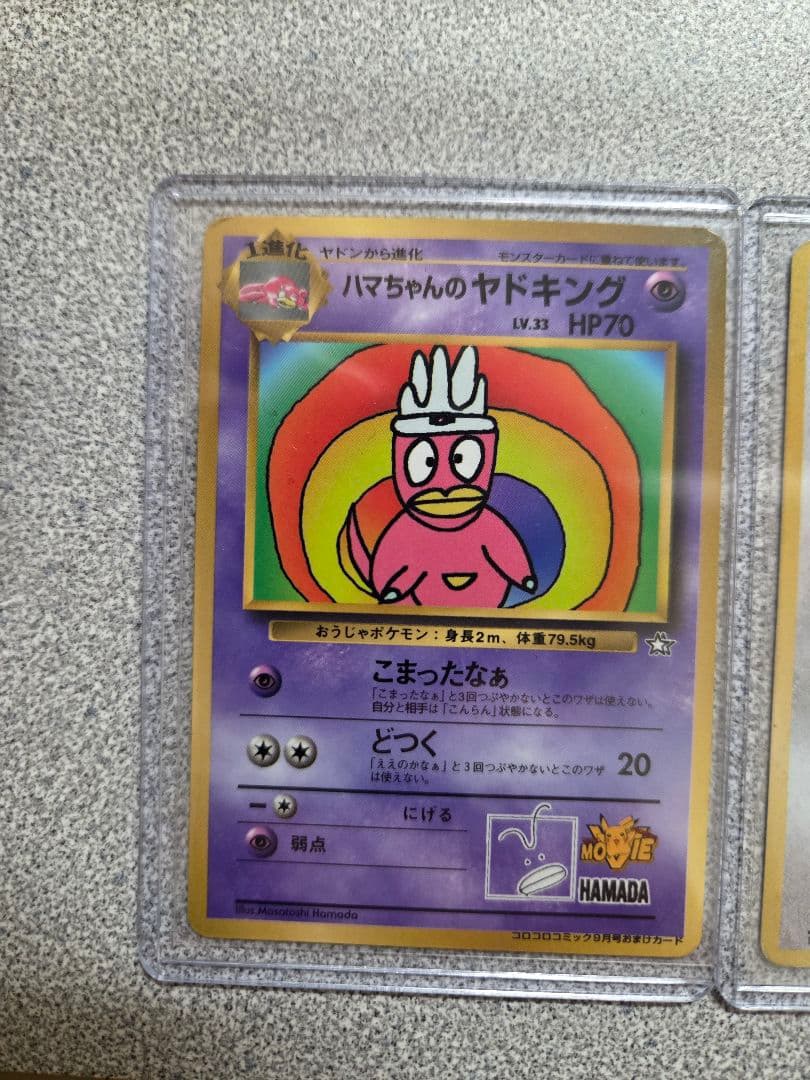 1進化
ヤドンから進化
モンスターカードに重ねて使います。
ハマちゃんのヤドキング
LV.33 HP70
おうじゃポケモン：身長2m、体重79.5kg
こまったなぁ
「こまったなぁ」と3回つぶやかないとこのワザは使えない。
自分と相手は「こんらん」状態になる。
どつく
「ええのかなぁ」と3回つぶやかないとこのワザ
は使えない。
20
にげる
弱点
MOVIE
HAMADA
Illus.Masatoshi Hamada
コロコロコミック9月号おまけカード